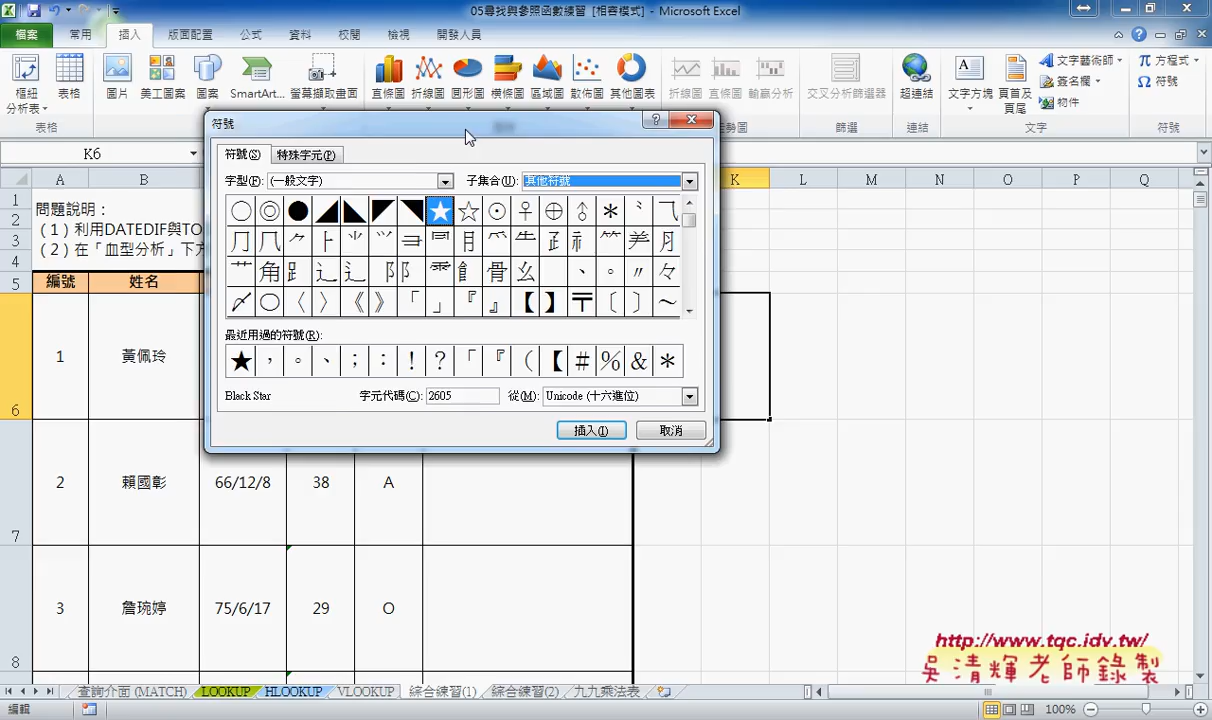 05尋找與參照函數練習 [相容模式] - Microsoft Excel
檔案 常用 插入 版面配置 公式 資料 校閱 檢視 開發人員
樞紐分析表 表格 圖片 美工圖案 圖案 SmartArt... 螢幕擷取畫面 直條圖 折線圖 圓形圖 橫條圖 區域圖 散佈圖 其他圖表 折線圖 直條圖 輸贏分析 交叉分析篩選器 超連結 文字方塊 頁首及頁尾 文字藝術師 簽名欄 物件 方程式 符號
表格 篩選 連結 文字 符號
K6
A B K L M N O P Q
符號
符號(S) 特殊字元(P)
字型(F): (一般文字) 子集合(U): 其他符號
最近用過的符號(R):
★ , 。 、 ; : ! ? 「 『 ( 【 # % & *
Black Star 字元代碼(C): 2605 從(M): Unicode (十六進位)
插入(I) 取消
1 問題說明：
2 （1）利用DATEDIF與TO
3 （2）在「血型分析」下方
4
5 編號 姓名
6 1 黃佩玲
7 2 賴國彰 66/12/8 38 A
8 3 詹琬婷 75/6/17 29 O
http://www.tqc.idv.tw/
吳清輝老師錄製
查詢介面 (MATCH) LOOKUP HLOOKUP VLOOKUP 綜合練習(1) 綜合練習(2) 九九乘法表
編輯 100%